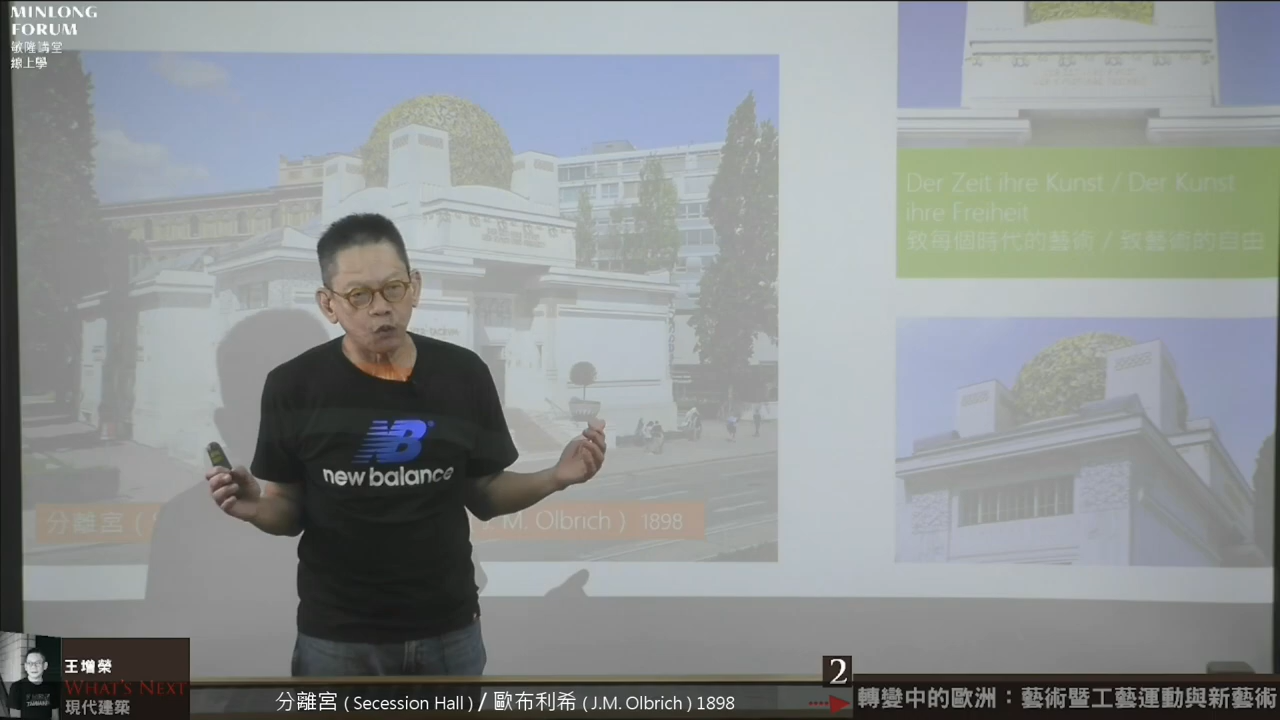 MINLONG
FORUM
敏隆講堂
線上學
Der Zeit ihre Kunst / Der Kunst
ihre Freiheit
致每個時代的藝術 / 致藝術的自由
new balance
分離宮 (
J. M. Olbrich ) 1898
王增榮
WHAT'S NEXT
現代建築
分離宮 ( Secession Hall ) / 歐布利希 ( J.M. Olbrich ) 1898
2
轉變中的歐洲：藝術暨工藝運動與新藝術